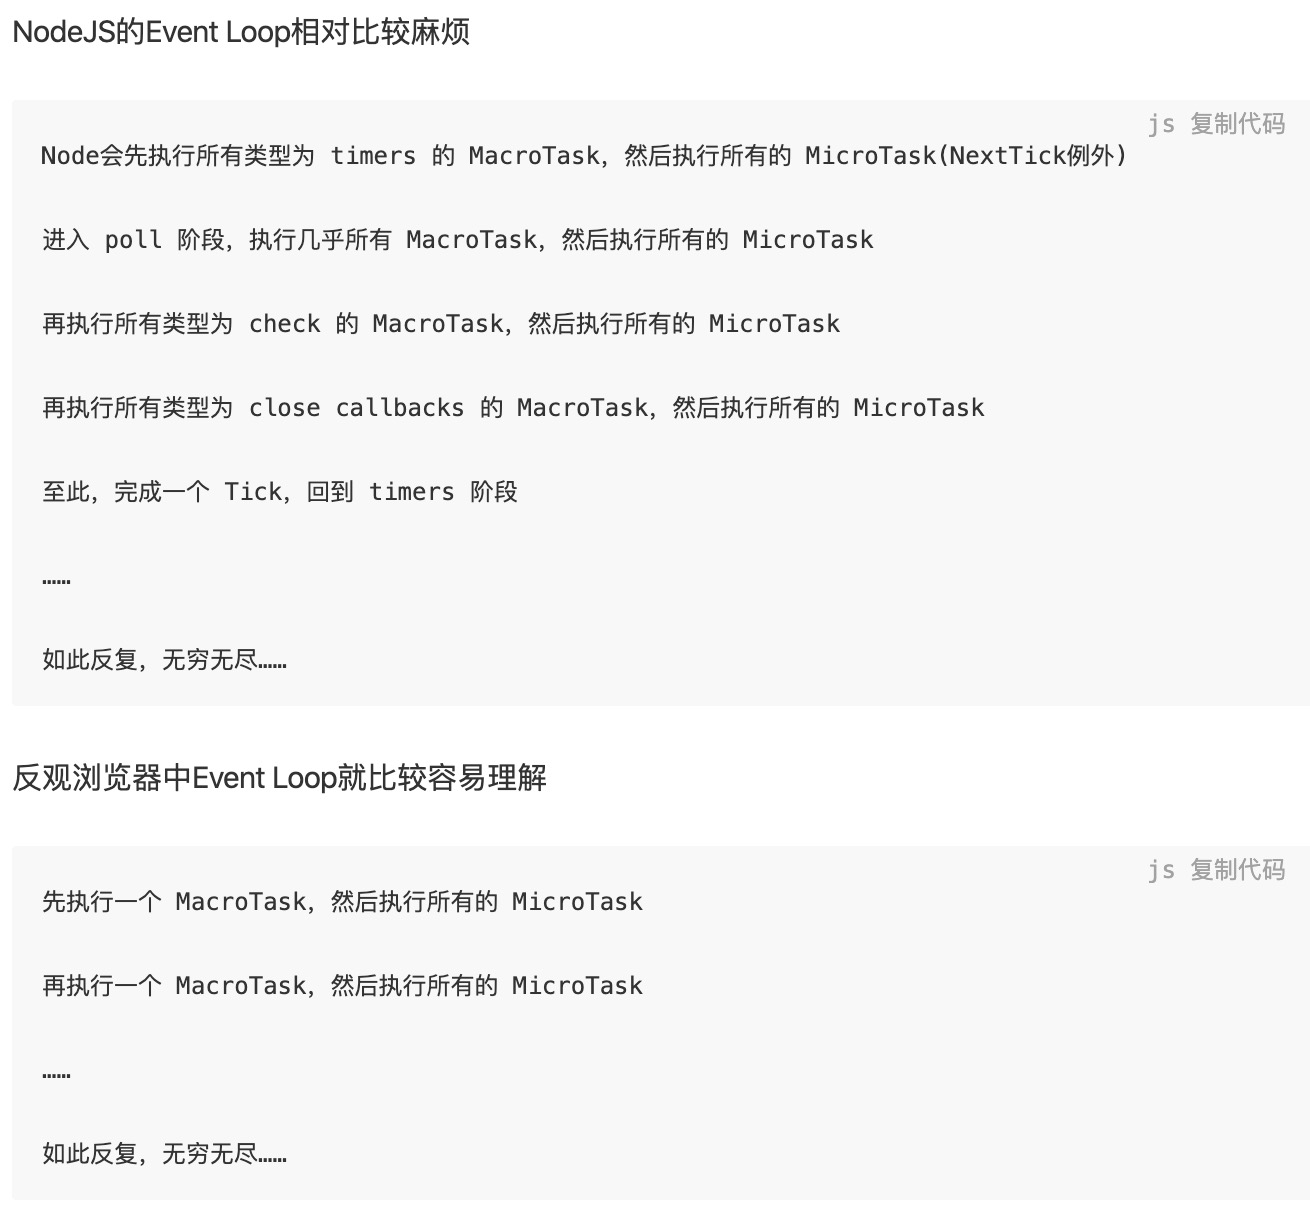 NodeJS的Event Loop相对比较麻烦
js 复制代码
Node会先执行所有类型为 timers 的 MacroTask，然后执行所有的 MicroTask(NextTick例外)
进入 poll 阶段，执行几乎所有 MacroTask，然后执行所有的 MicroTask
再执行所有类型为 check 的 MacroTask，然后执行所有的 MicroTask
再执行所有类型为 close callbacks 的 MacroTask，然后执行所有的 MicroTask
至此，完成一个 Tick，回到 timers 阶段
……
如此反复，无穷无尽……
反观浏览器中Event Loop就比较容易理解
js 复制代码
先执行一个 MacroTask，然后执行所有的 MicroTask
再执行一个 MacroTask，然后执行所有的 MicroTask
……
如此反复，无穷无尽……